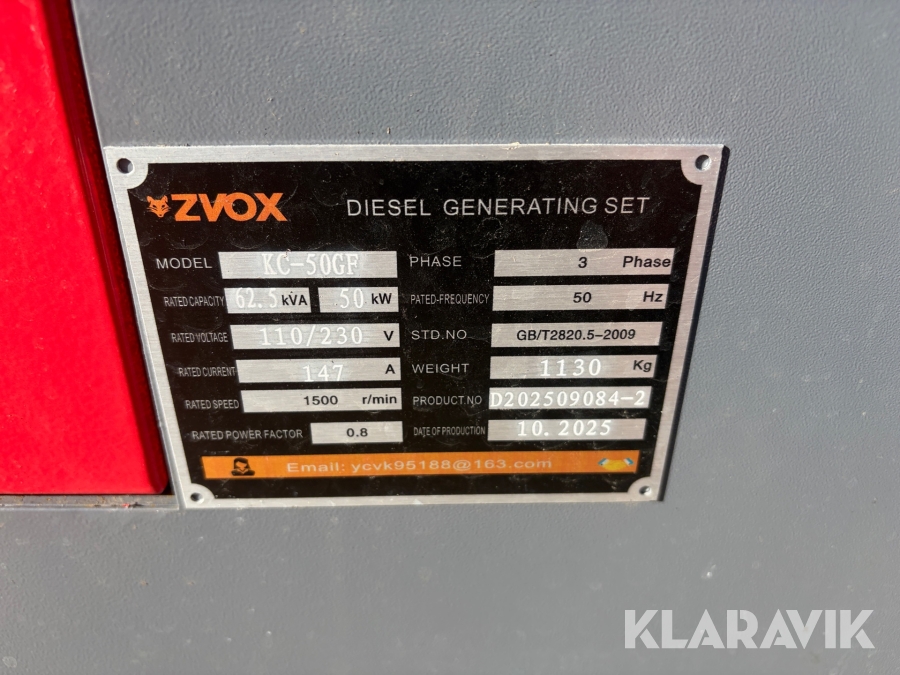 ZVOX DIESEL GENERATING SET
MODEL KC-50GF PHASE 3 Phase
RATED CAPACITY 62.5 kVA 50 kW PATED-FREQUENCY 50 Hz
RATED VOLTAGE 110/230 V STD.NO GB/T2820.5-2009
RATED CURRENT 147 A WEIGHT 1130 Kg
RATED SPEED 1500 r/min PRODUCT.NO D202509084-2
RATED POWER FACTOR 0.8 DATE OF PRODUCTION 10.2025
Email: ycvk95188@163.com
KLARAVIK